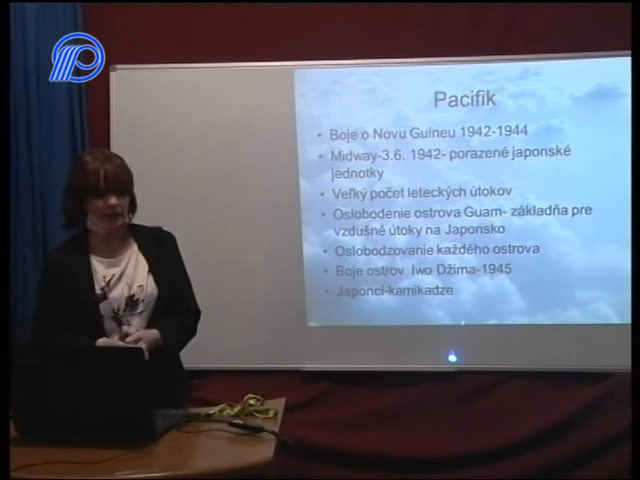 Pacifik
• Boje o Novu Guineu 1942-1944
• Midway-3.6. 1942- porazené japonské
jednotky
• Veľký počet leteckých útokov
• Oslobodenie ostrova Guam- základňa pre
vzdušné útoky na Japonsko
• Oslobodzovanie každého ostrova
• Boje ostrov Iwo Džima-1945
• Japonci-kamikadze